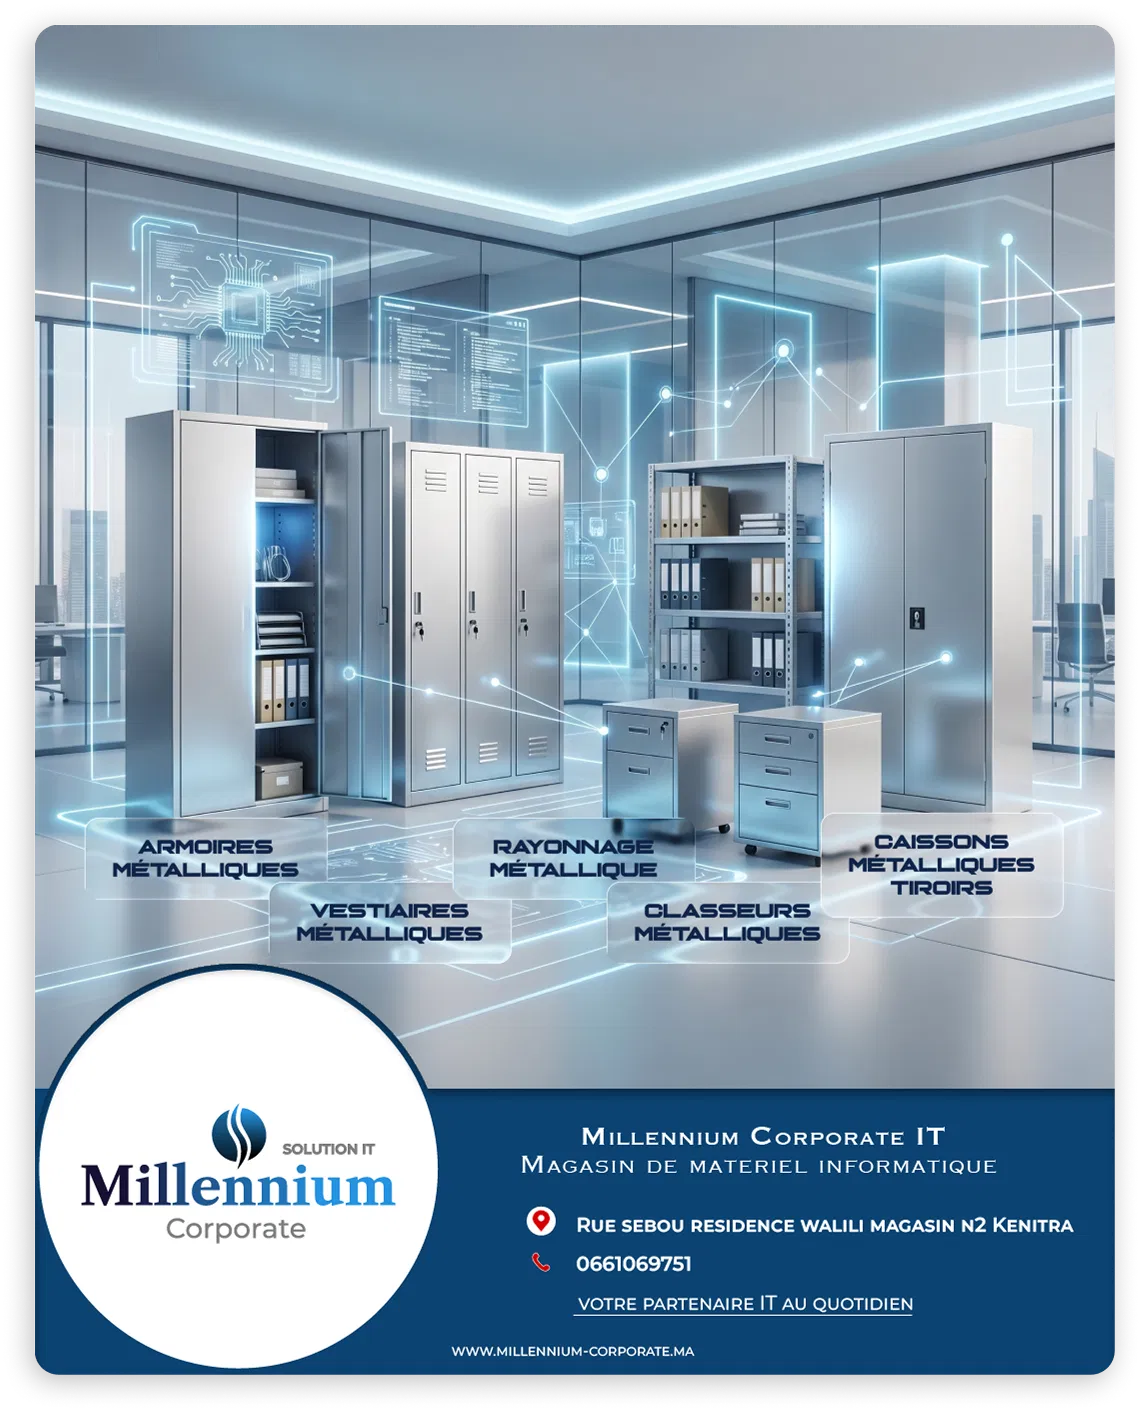 ARMOIRES
MÉTALLIQUES
RAYONNAGE
MÉTALLIQUE
CAISSONS
MÉTALLIQUES
TIROIRS
VESTIAIRES
MÉTALLIQUES
CLASSEURS
MÉTALLIQUES
SOLUTION IT
Millennium
Corporate
Millennium Corporate IT
Magasin de materiel informatique
Rue sebou residence walili magasin n2 Kenitra
0661069751
VOTRE PARTENAIRE IT AU QUOTIDIEN
WWW.MILLENNIUM-CORPORATE.MA